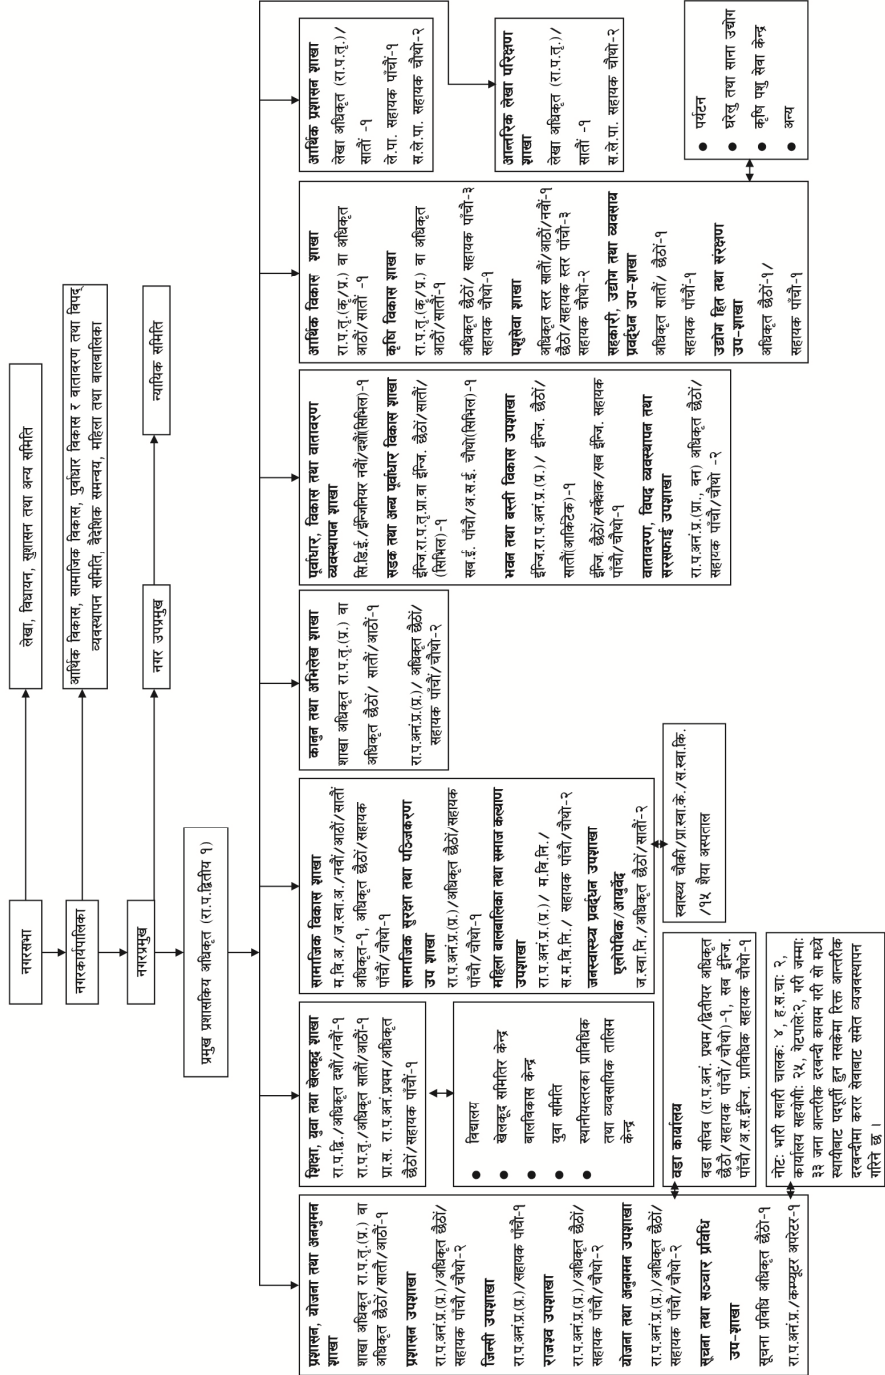 नगरसभा
लेखा, विधायन, सुशासन तथा अन्य समिति
नगरकार्यपालिका
आर्थिक विकास, सामाजिक विकास, पुर्वाधार विकास र वातावरण तथा विपद्
व्यवस्थापन समिति, वैदेशिक समन्वय, महिला तथा बालबालिका
नगरप्रमुख
नगर उपप्रमुख
न्यायिक समिति
प्रमुख प्रशासकिय अधिकृत (रा.प.द्वितीय १)
प्रशासन, योजना तथा अनगुमन
शाखा
शाखा अधिकृत रा.प.तृ.(प्र.) वा
अधिकृत छैठौं/सातौं/आठौं-१
प्रशासन उपशाखा
रा.प.अनं.प्र.(प्र.)/अधिकृत छैठौं/
सहायक पाँचौ/चौथो-२
जिन्सी उपशाखा
रा.प.अनं.प्र.(प्र.)/सहायक पाँचौ-१
राजश्व उपशाखा
रा.प.अनं.प्र.(प्र.)/अधिकृत छैठौं/
सहायक पाँचौ/चौथो-२
योजना तथा अनुगमन उपशाखा
रा.प.अनं.प्र.(प्र.)/अधिकृत छैठौं/
सहायक पाँचौ/चौथो-२
सूचना तथा सञ्चार प्रविधि
उप-शाखा
सूचना प्रविधि अधिकृत छैठौ-१
रा.प.अनं.प्र./कम्प्यूटर अपरेटर-१
शिक्षा, युवा तथा खेलकूद शाखा
रा.प.द्वि./अधिकृत दशौं/नवौं-१
रा.प.तृ./अधिकृत सातौं/आठौं-१
प्रा.स. रा.प.अनं.प्रथम/अधिकृत
छैठौं/सहायक पाँचौं-१
● विद्यालय
● खेलकूद समितिर केन्द्र
● बालविकास केन्द्र
● युवा समिति
● स्थानीयस्तरका प्राविधिक
तथा व्यवसायिक तालिम
केन्द्र
वडा कार्यालय
वडा सचिव (रा.प.अनं. प्रथम/द्वितियर अधिकृत
छैठौ/सहायक पाँचौं/चौथो)-१, सब ईन्जि.
पाँचौ/अ.स.ईन्जि. प्राविधिक सहायक चौथो-१
नोट: भारी सवारी चालक: ४, ह.स.चा: २,
कार्यालय सहयोगी: २५, गेटपाले:२, गरी जम्मा:
३३ जना आन्तरीक दरबन्दी कायम गरी सो मध्ये
स्थायीबाट पदपूर्ती हुन नसकेमा रिक्त आन्तरीक
दरबन्दीमा करार सेवाबाट समेत व्यजवस्थापन
गरिने छ ।
सामाजिक विकास शाखा
म.वि.अ./ज.स्वा.अ./नवौं/आठौं/सातौं
अधिकृत-१, अधिकृत छैठौं/सहायक
पाँचौं/चौथो-१
सामाजिक सुरक्षा तथा पञ्जिकरण
उप शाखा
रा.प.अनं.प्र.(प्र.)/अधिकृत छैठौं/सहायक
पाँचौ/चौथो-१
महिला बालबालिका तथा समाज कल्याण
उपशाखा
रा.प.अनं.प्र.(प्र.)/ म.वि.नि./
स.म.वि.नि./ सहायक पाँचौ/चौथो-२
जनस्वास्थ्य प्रवर्द्धन उपशाखा
एलोपेथिक/आयुर्वेद
ज.स्वा.नि./अधिकृत छैठौं/सातौं-२
स्वास्थ्य चौकी/प्रा.स्वा.के./स.स्वा.कि.
/१५ शैया अस्पताल
कानुन तथा अभिलेख शाखा
शाखा अधिकृत रा.प.तृ.(प्र.) वा
अधिकृत छैठौं/ सातौं/आठौं-१
रा.प.अनं.प्र.(प्र.)/ अधिकृत छैठौं/
सहायक पाँचौं/चौथो-२
पूर्वाधार, विकास तथा वातावरण
व्यवस्थापन शाखा
सि.डि.ई./ईन्जिनियर नवौं/दशौं(सिभिल)-१
सडक तथा अन्य पूर्वाधार विकास शाखा
ईन्जि.रा.प.तृ.प्रा.वा ईन्जि. छैठौं/सातौं/
(सिभिल)-१
सब.ई. पाँचौ/अ.स.ई. चौथो(सिभिल)-१
भवन तथा बस्ती विकास उपशाखा
ईन्जि.रा.प.अनं.प्र.(प्र.)/ ईन्जि. छैठौं/
सातौं(आर्किटेक)-१
ईन्जि. छैठौं/सर्वेक्षक/सब ईन्जि. सहायक
पाँचौ/चौथो-१
वातावरण, विपद व्यवस्थापन तथा
सरसफाई उपशाखा
रा.प.अनं.प्र.(प्रा., वन) अधिकृत छैठौं/
सहायक पाँचौ/चौथो -२
आर्थिक विकास शाखा
रा.प.तृ.(कृ/प्र.) वा अधिकृत
आठौं/सातौं -१
कृषि विकास शाखा
रा.प.तृ.(कृ/प्र.) वा अधिकृत
आठौं/सातौं-१
अधिकृत छैठौं/ सहायक पाँचौ-३
सहायक चौथो-१
पशुसेवा शाखा
अधिकृत स्तर सातौं/आठौं/नवौं-१
छैठौ/सहायक स्तर पाँचौ-३
सहायक चौथो-२
सहकारी, उद्योग तथा व्यवसाय
प्रवर्द्धन उप-शाखा
अधिकृत सातौं/ छैठौं-१
सहायक पाँचौं-१
उद्योग हित तथा संरक्षण
उप-शाखा
अधिकृत छैठौं-१/
सहायक पाँचौं-१
● पर्यटन
● घरेलु तथा साना उद्योग
● कृषि पशु सेवा केन्द्र
● अन्य
आर्थिक प्रशासन शाखा
लेखा अधिकृत (रा.प.तृ.)/
सातौं -१
ले.पा. सहायक पाँचौं-१
स.ले.पा. सहायक चौथो-२
आन्तरिक लेखा परिक्षण
शाखा
लेखा अधिकृत (रा.प.तृ.)/
सातौं -१
स.ले.पा. सहायक चौथो-२